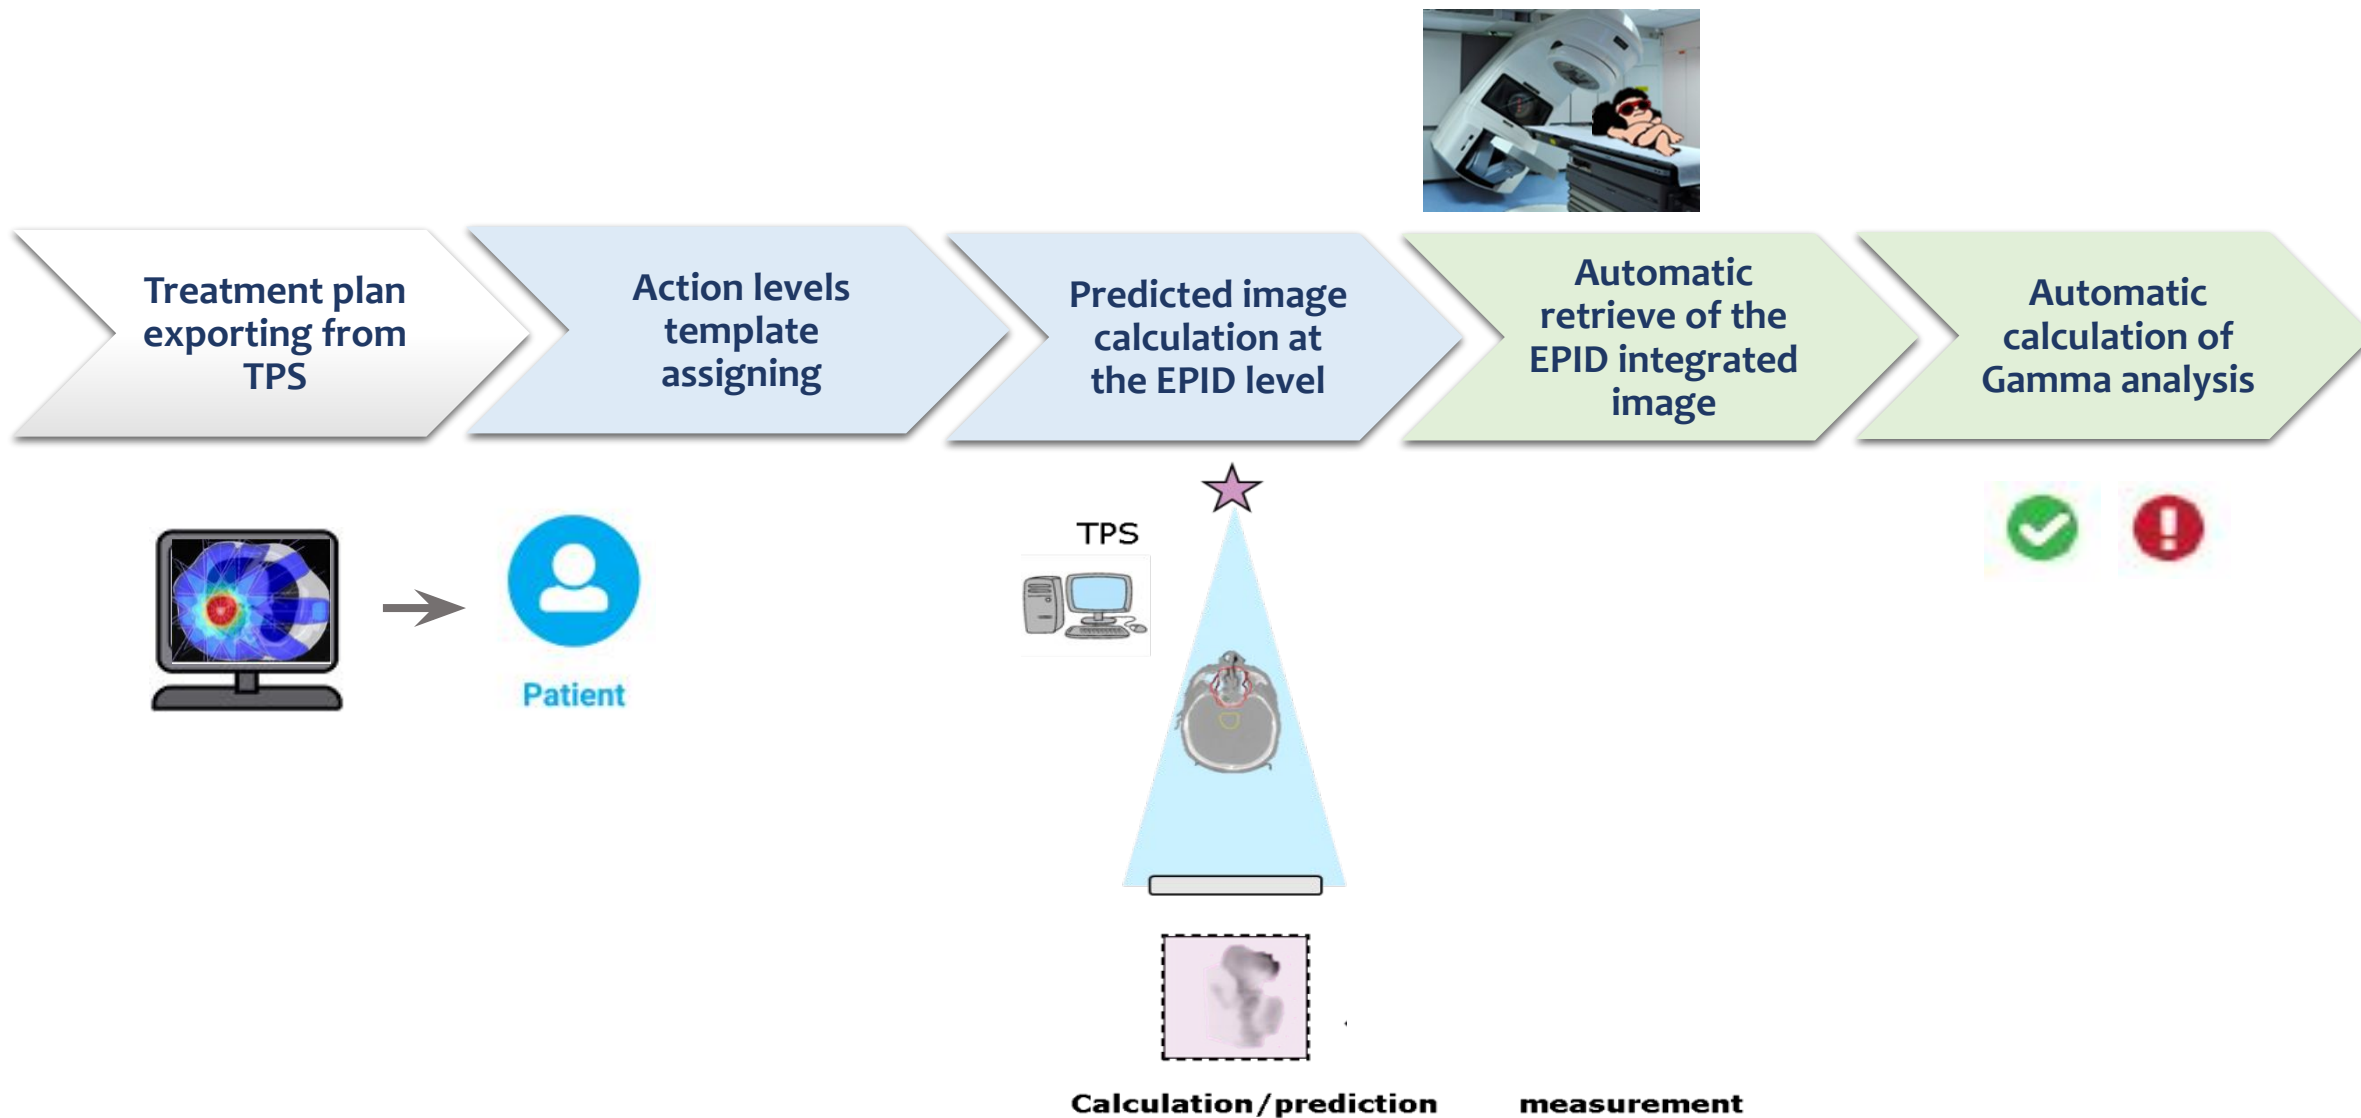 Treatment plan
exporting from
TPS
Action levels
template
assigning
Predicted image
calculation at
the EPID level
Automatic
retrieve of the
EPID integrated
image
Automatic
calculation of
Gamma analysis
Patient
TPS
Calculation/prediction
measurement